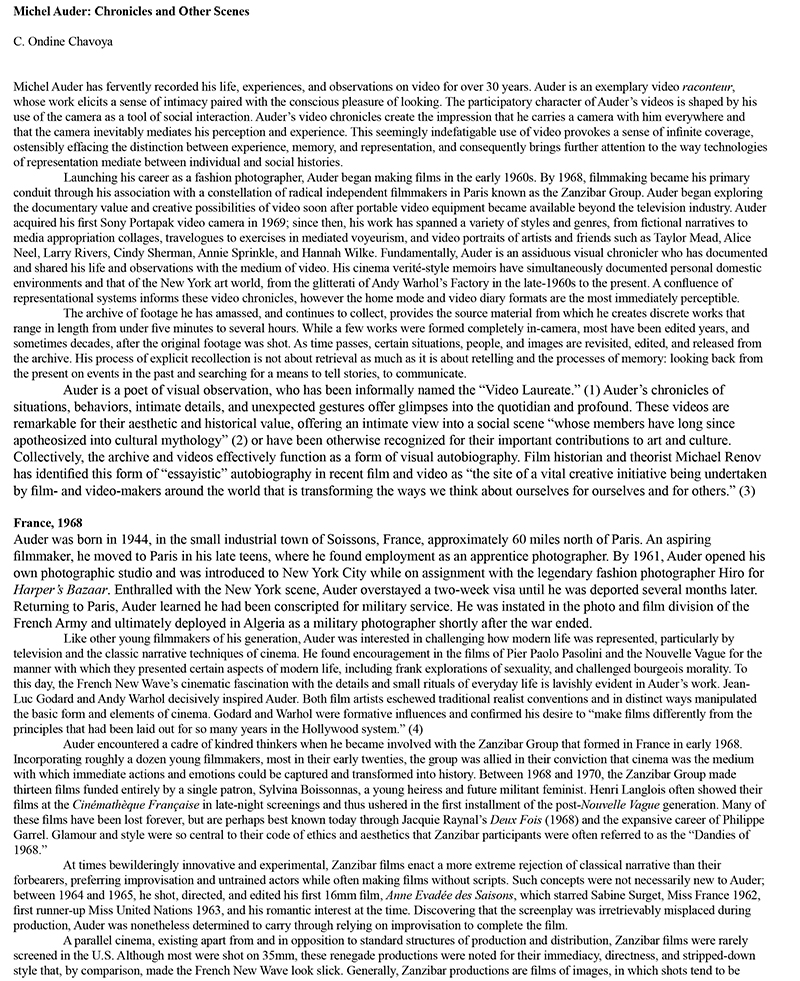 Michel Auder: Chronicles and Other Scenes
C. Ondine Chavoya
Michel Auder has fervently recorded his life, experiences, and observations on video for over 30 years. Auder is an exemplary video raconteur,
whose work elicits a sense of intimacy paired with the conscious pleasure of looking. The participatory character of Auder's videos is shaped by his
use of the camera as a tool of social interaction. Auder's video chronicles create the impression that he carries a camera with him everywhere and
that the camera inevitably mediates his perception and experience. This seemingly indefatigable use of video provokes a sense of infinite coverage,
ostensibly effacing the distinction between experience, memory, and representation, and consequently brings further attention to the way technologies
of representation mediate between individual and social histories.
Launching his career as a fashion photographer, Auder began making films in the early 1960s. By 1968, filmmaking became his primary
conduit through his association with a constellation of radical independent filmmakers in Paris known as the Zanzibar Group. Auder began exploring
the documentary value and creative possibilities of video soon after portable video equipment became available beyond the television industry. Auder
acquired his first Sony Portapak video camera in 1969; since then, his work has spanned a variety of styles and genres, from fictional narratives to
media appropriation collages, travelogues to exercises in mediated voyeurism, and video portraits of artists and friends such as Taylor Mead, Alice
Neel, Larry Rivers, Cindy Sherman, Annie Sprinkle, and Hannah Wilke. Fundamentally, Auder is an assiduous visual chronicler who has documented
and shared his life and observations with the medium of video. His cinema verité-style memoirs have simultaneously documented personal domestic
environments and that of the New York art world, from the glitterati of Andy Warhol's Factory in the late-1960s to the present. A confluence of
representational systems informs these video chronicles, however the home mode and video diary formats are the most immediately perceptible.
The archive of footage he has amassed, and continues to collect, provides the source material from which he creates discrete works that
range in length from under five minutes to several hours. While a few works were formed completely in-camera, most have been edited years, and
sometimes decades, after the original footage was shot. As time passes, certain situations, people, and images are revisited, edited, and released from
the archive. His process of explicit recollection is not about retrieval as much as it is about retelling and the processes of memory: looking back from
the present on events in the past and searching for a means to tell stories, to communicate.
Auder is a poet of visual observation, who has been informally named the “Video Laureate.” (1) Auder's chronicles of
situations, behaviors, intimate details, and unexpected gestures offer glimpses into the quotidian and profound. These videos are
remarkable for their aesthetic and historical value, offering an intimate view into a social scene “whose members have long since
apotheosized into cultural mythology” (2) or have been otherwise recognized for their important contributions to art and culture.
Collectively, the archive and videos effectively function as a form of visual autobiography. Film historian and theorist Michael Renov
has identified this form of “essayistic” autobiography in recent film and video as “the site of a vital creative initiative being undertaken
by film- and video-makers around the world that is transforming the ways we think about ourselves for ourselves and for others.” (3)
France, 1968
Auder was born in 1944, in the small industrial town of Soissons, France, approximately 60 miles north of Paris. An aspiring
filmmaker, he moved to Paris in his late teens, where he found employment as an apprentice photographer. By 1961, Auder opened his
own photographic studio and was introduced to New York City while on assignment with the legendary fashion photographer Hiro for
Harper's Bazaar. Enthralled with the New York scene, Auder overstayed a two-week visa until he was deported several months later.
Returning to Paris, Auder learned he had been conscripted for military service. He was instated in the photo and film division of the
French Army and ultimately deployed in Algeria as a military photographer shortly after the war ended.
Like other young filmmakers of his generation, Auder was interested in challenging how modern life was represented, particularly by
television and the classic narrative techniques of cinema. He found encouragement in the films of Pier Paolo Pasolini and the Nouvelle Vague for the
manner with which they presented certain aspects of modern life, including frank explorations of sexuality, and challenged bourgeois morality. To
this day, the French New Wave's cinematic fascination with the details and small rituals of everyday life is lavishly evident in Auder's work. Jean-
Luc Godard and Andy Warhol decisively inspired Auder. Both film artists eschewed traditional realist conventions and in distinct ways manipulated
the basic form and elements of cinema. Godard and Warhol were formative influences and confirmed his desire to “make films differently from the
principles that had been laid out for so many years in the Hollywood system.” (4)
Auder encountered a cadre of kindred thinkers when he became involved with the Zanzibar Group that formed in France in early 1968.
Incorporating roughly a dozen young filmmakers, most in their early twenties, the group was allied in their conviction that cinema was the medium
with which immediate actions and emotions could be captured and transformed into history. Between 1968 and 1970, the Zanzibar Group made
thirteen films funded entirely by a single patron, Sylvina Boissonnas, a young heiress and future militant feminist. Henri Langlois often showed their
films at the Cinémathèque Française in late-night screenings and thus ushered in the first installment of the post-Nouvelle Vague generation. Many of
these films have been lost forever, but are perhaps best known today through Jacquie Raynal's Deux Fois (1968) and the expansive career of Philippe
Garrel. Glamour and style were so central to their code of ethics and aesthetics that Zanzibar participants were often referred to as the “Dandies of
1968.”
At times bewilderingly innovative and experimental, Zanzibar films enact a more extreme rejection of classical narrative than their
forbearers, preferring improvisation and untrained actors while often making films without scripts. Such concepts were not necessarily new to Auder;
between 1964 and 1965, he shot, directed, and edited his first 16mm film, Anne Evadée des Saisons, which starred Sabine Surget, Miss France 1962,
first runner-up Miss United Nations 1963, and his romantic interest at the time. Discovering that the screenplay was irretrievably misplaced during
production, Auder was nonetheless determined to carry through relying on improvisation to complete the film.
A parallel cinema, existing apart from and in opposition to standard structures of production and distribution, Zanzibar films were rarely
screened in the U.S. Although most were shot on 35mm, these renegade productions were noted for their immediacy, directness, and stripped-down
style that, by comparison, made the French New Wave look slick. Generally, Zanzibar productions are films of images, in which shots tend to be